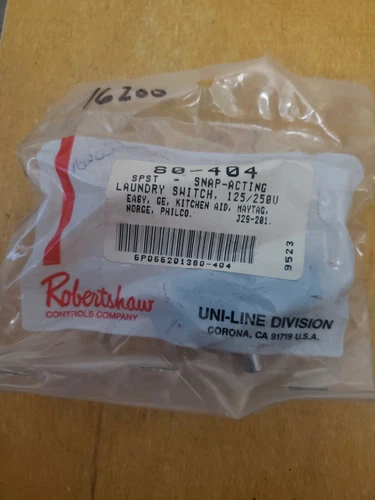 16200
80-404
SPST - SNAP-ACTING
LAUNDRY SWITCH, 125/250V
EASY, GE, KITCHEN AID, MAYTAG,
NORGE, PHILCO. J29-201.
6P066201380-404
9523
Robertshaw
CONTROLS COMPANY
UNI-LINE DIVISION
CORONA, CA 91719 U.S.A.